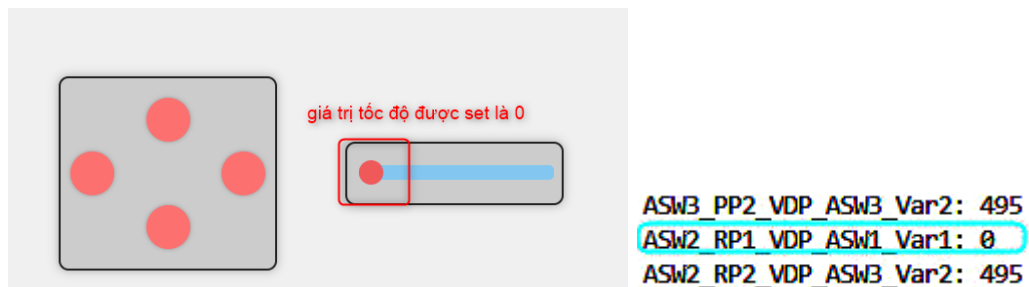 giá trị tốc độ được set là 0
ASW3_PP2_VDP_ASW3_Var2: 495
ASW2_RP1_VDP_ASW1_Var1: 0
ASW2_RP2_VDP_ASW3_Var2: 495